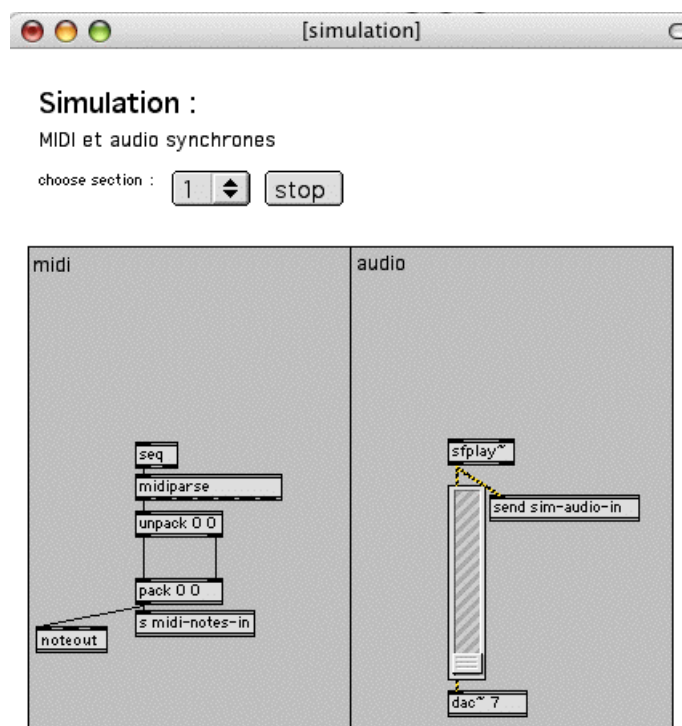 [simulation]
Simulation :
MIDI et audio synchrones
choose section :
1
stop
midi
audio
seq
midiparse
unpack 0 0
pack 0 0
s midi-notes-in
noteout
sfplay~
send sim-audio-in
dac~ 7